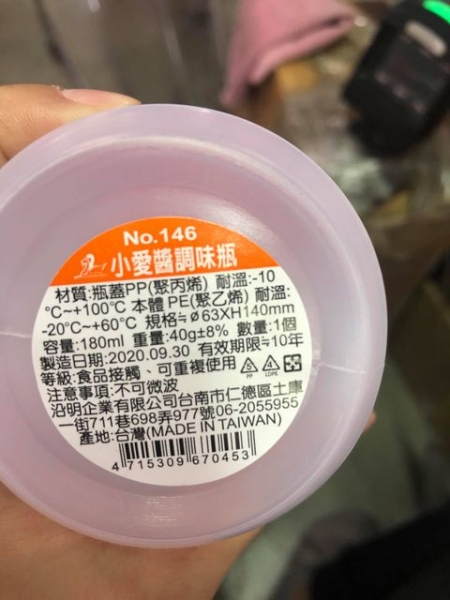 No.146
小愛醬調味瓶
材質:瓶蓋PP(聚丙烯) 耐溫:-10
°C~+100°C 本體 PE(聚乙烯) 耐溫:
-20°C~+60°C 規格≒ø63XH140mm
容量:180ml 重量:40g±8% 數量:1個
製造日期:2020.09.30 有效期限≒10年
等級:食品接觸、可重複使用 5 PP 4 LDPE
注意事項:不可微波
沿明企業有限公司台南市仁德區土庫
一街711巷698弄977號06-2055955
產地:台灣(MADE IN TAIWAN)
4 715309 670453